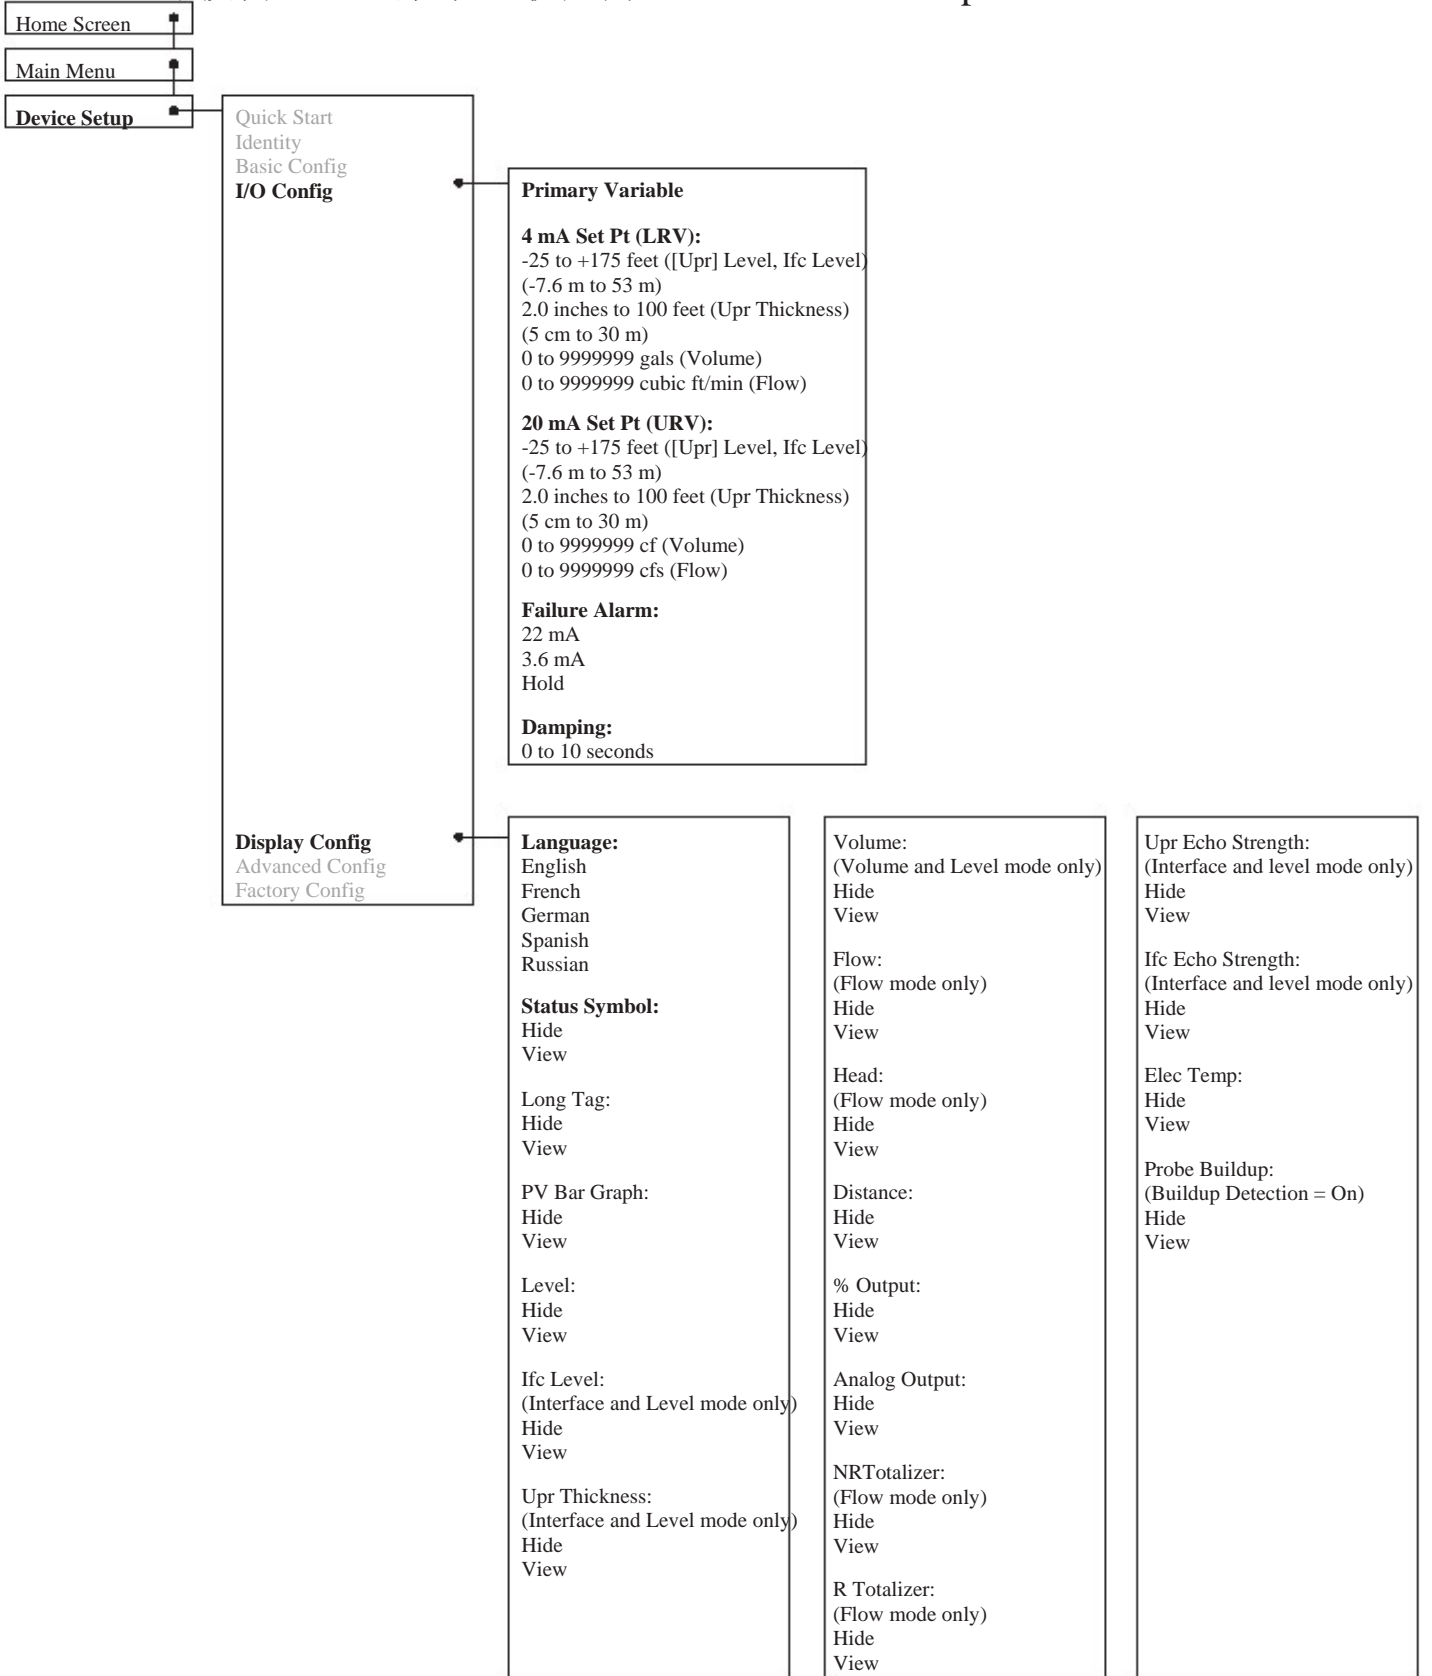 Home Screen
Main Menu
Device Setup
Quick Start
Identity
Basic Config
I/O Config
Primary Variable
4 mA Set Pt (LRV):
-25 to +175 feet ([Upr] Level, Ifc Level)
(-7.6 m to 53 m)
2.0 inches to 100 feet (Upr Thickness)
(5 cm to 30 m)
0 to 9999999 gals (Volume)
0 to 9999999 cubic ft/min (Flow)
20 mA Set Pt (URV):
-25 to +175 feet ([Upr] Level, Ifc Level)
(-7.6 m to 53 m)
2.0 inches to 100 feet (Upr Thickness)
(5 cm to 30 m)
0 to 9999999 cf (Volume)
0 to 9999999 cfs (Flow)
Failure Alarm:
22 mA
3.6 mA
Hold
Damping:
0 to 10 seconds
Display Config
Advanced Config
Factory Config
Language:
English
French
German
Spanish
Russian
Status Symbol:
Hide
View
Long Tag:
Hide
View
PV Bar Graph:
Hide
View
Level:
Hide
View
Ifc Level:
(Interface and Level mode only)
Hide
View
Upr Thickness:
(Interface and Level mode only)
Hide
View
Volume:
(Volume and Level mode only)
Hide
View
Flow:
(Flow mode only)
Hide
View
Head:
(Flow mode only)
Hide
View
Distance:
Hide
View
% Output:
Hide
View
Analog Output:
Hide
View
NRTotalizer:
(Flow mode only)
Hide
View
R Totalizer:
(Flow mode only)
Hide
View
Upr Echo Strength:
(Interface and level mode only)
Hide
View
Ifc Echo Strength:
(Interface and level mode only)
Hide
View
Elec Temp:
Hide
View
Probe Buildup:
(Buildup Detection = On)
Hide
View